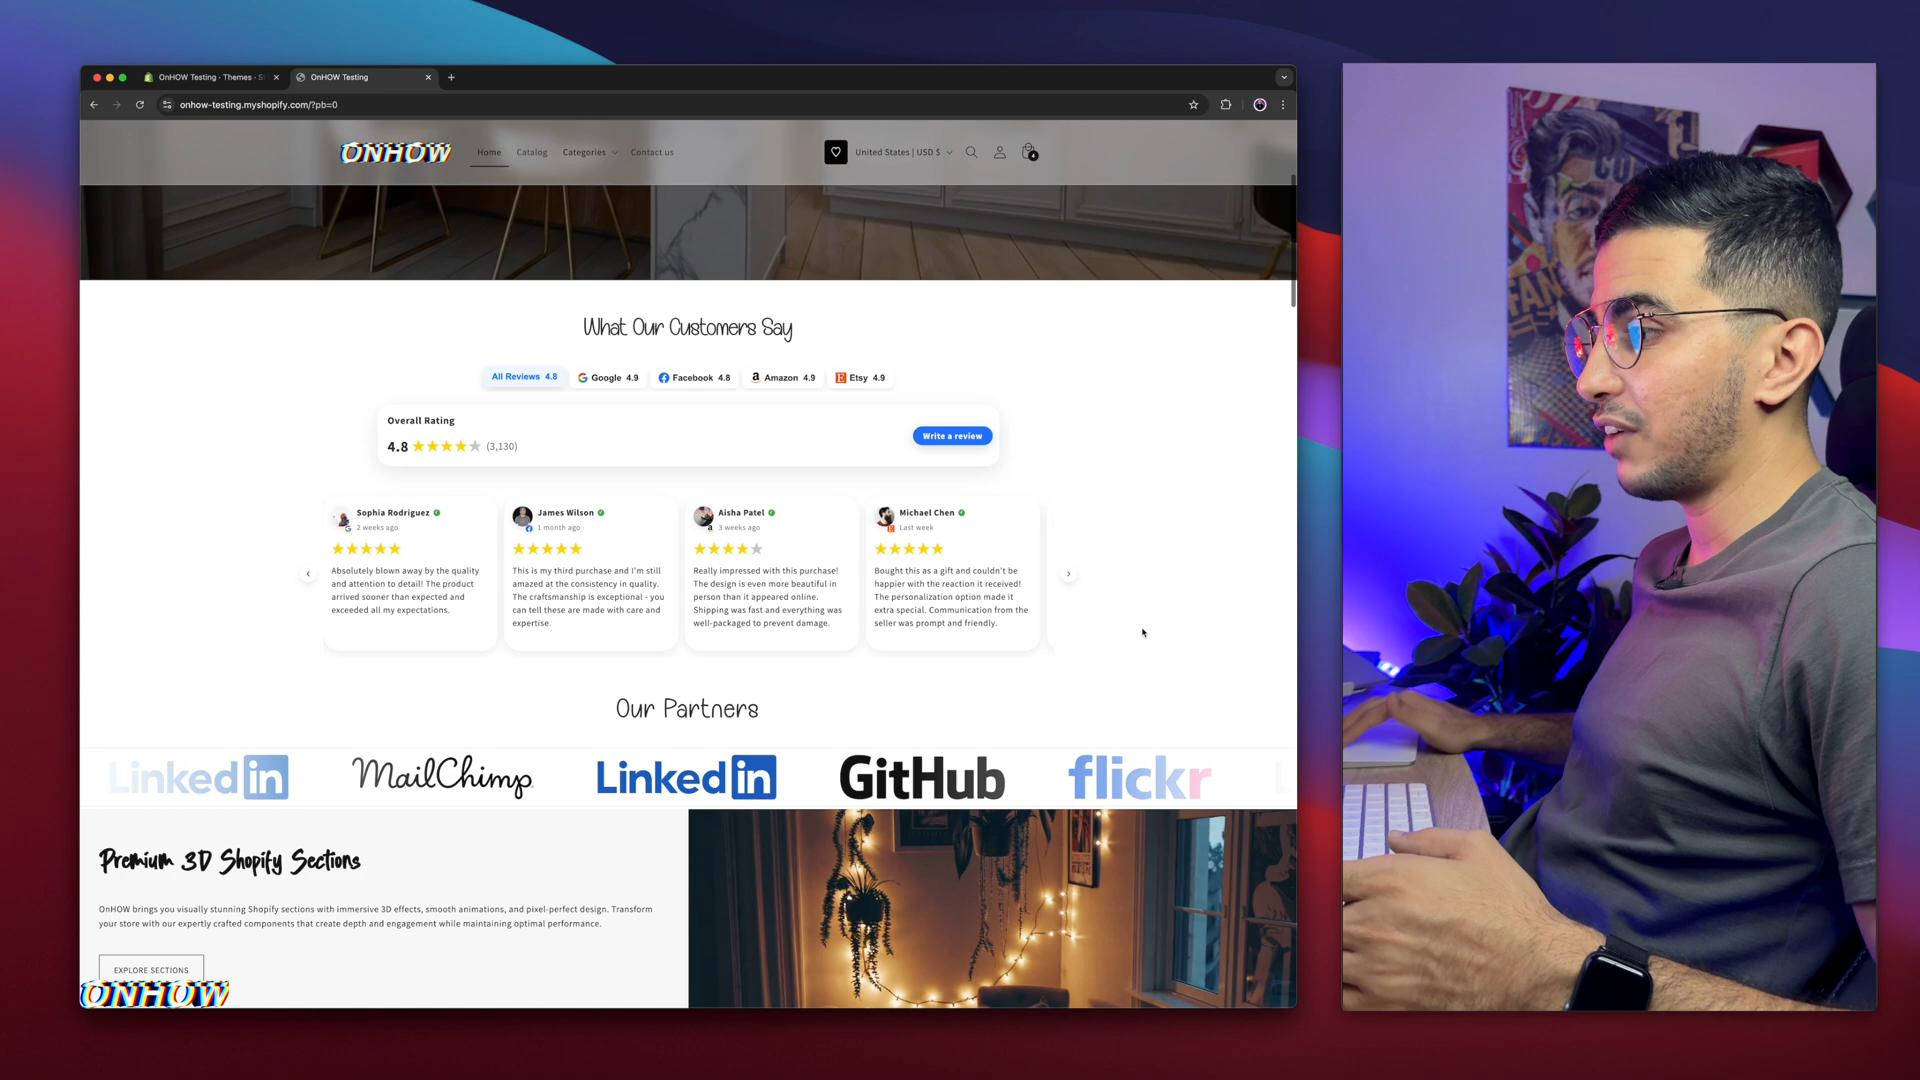 OnHOW Testing · Themes · S
OnHOW Testing
onhow-testing.myshopify.com/?pb=0
ONHOW
Home
Catalog
Categories
Contact us
United States | USD $
4
What Our Customers Say
All Reviews 4.8
Google 4.9
Facebook 4.8
Amazon 4.9
Etsy 4.9
Overall Rating
4.8 (3,130)
Write a review
Sophia Rodriguez
2 weeks ago
Absolutely blown away by the quality
and attention to detail! The product
arrived sooner than expected and
exceeded all my expectations.
James Wilson
1 month ago
This is my third purchase and I'm still
amazed at the consistency in quality.
The craftsmanship is exceptional - you
can tell these are made with care and
expertise.
Aisha Patel
3 weeks ago
Really impressed with this purchase!
The design is even more beautiful in
person than it appeared online.
Shipping was fast and everything was
well-packaged to prevent damage.
Michael Chen
Last week
Bought this as a gift and couldn't be
happier with the reaction it received!
The personalization option made it
extra special. Communication from the
seller was prompt and friendly.
Our Partners
Linkedin
MailChimp
Linkedin
GitHub
flickr
L
Premium 3D Shopify Sections
OnHOW brings you visually stunning Shopify sections with immersive 3D effects, smooth animations, and pixel-perfect design. Transform
your store with our expertly crafted components that create depth and engagement while maintaining optimal performance.
EXPLORE SECTIONS
ONHOW